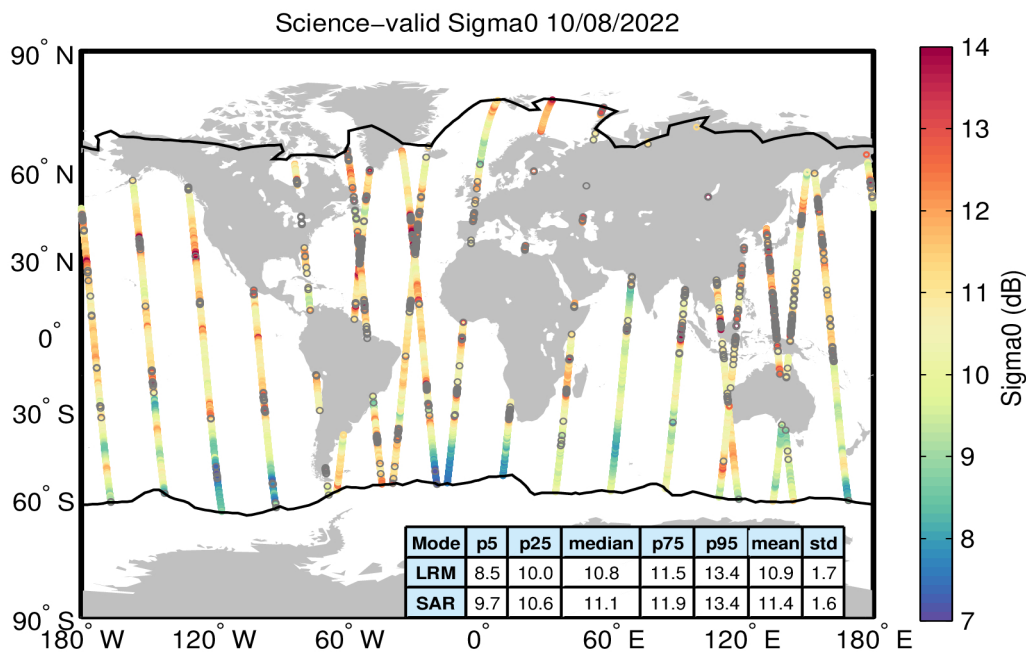 Science−valid Sigma0 10/08/2022
90° N
60° N
30° N
0°
30° S
60° S
90° S
180° W
120° W
60° W
0°
60° E
120° E
180° E
14
13
12
11
10
9
8
7
Sigma0 (dB)
Mode p5 p25 median p75 p95 mean std
LRM 8.5 10.0 10.8 11.5 13.4 10.9 1.7
SAR 9.7 10.6 11.1 11.9 13.4 11.4 1.6